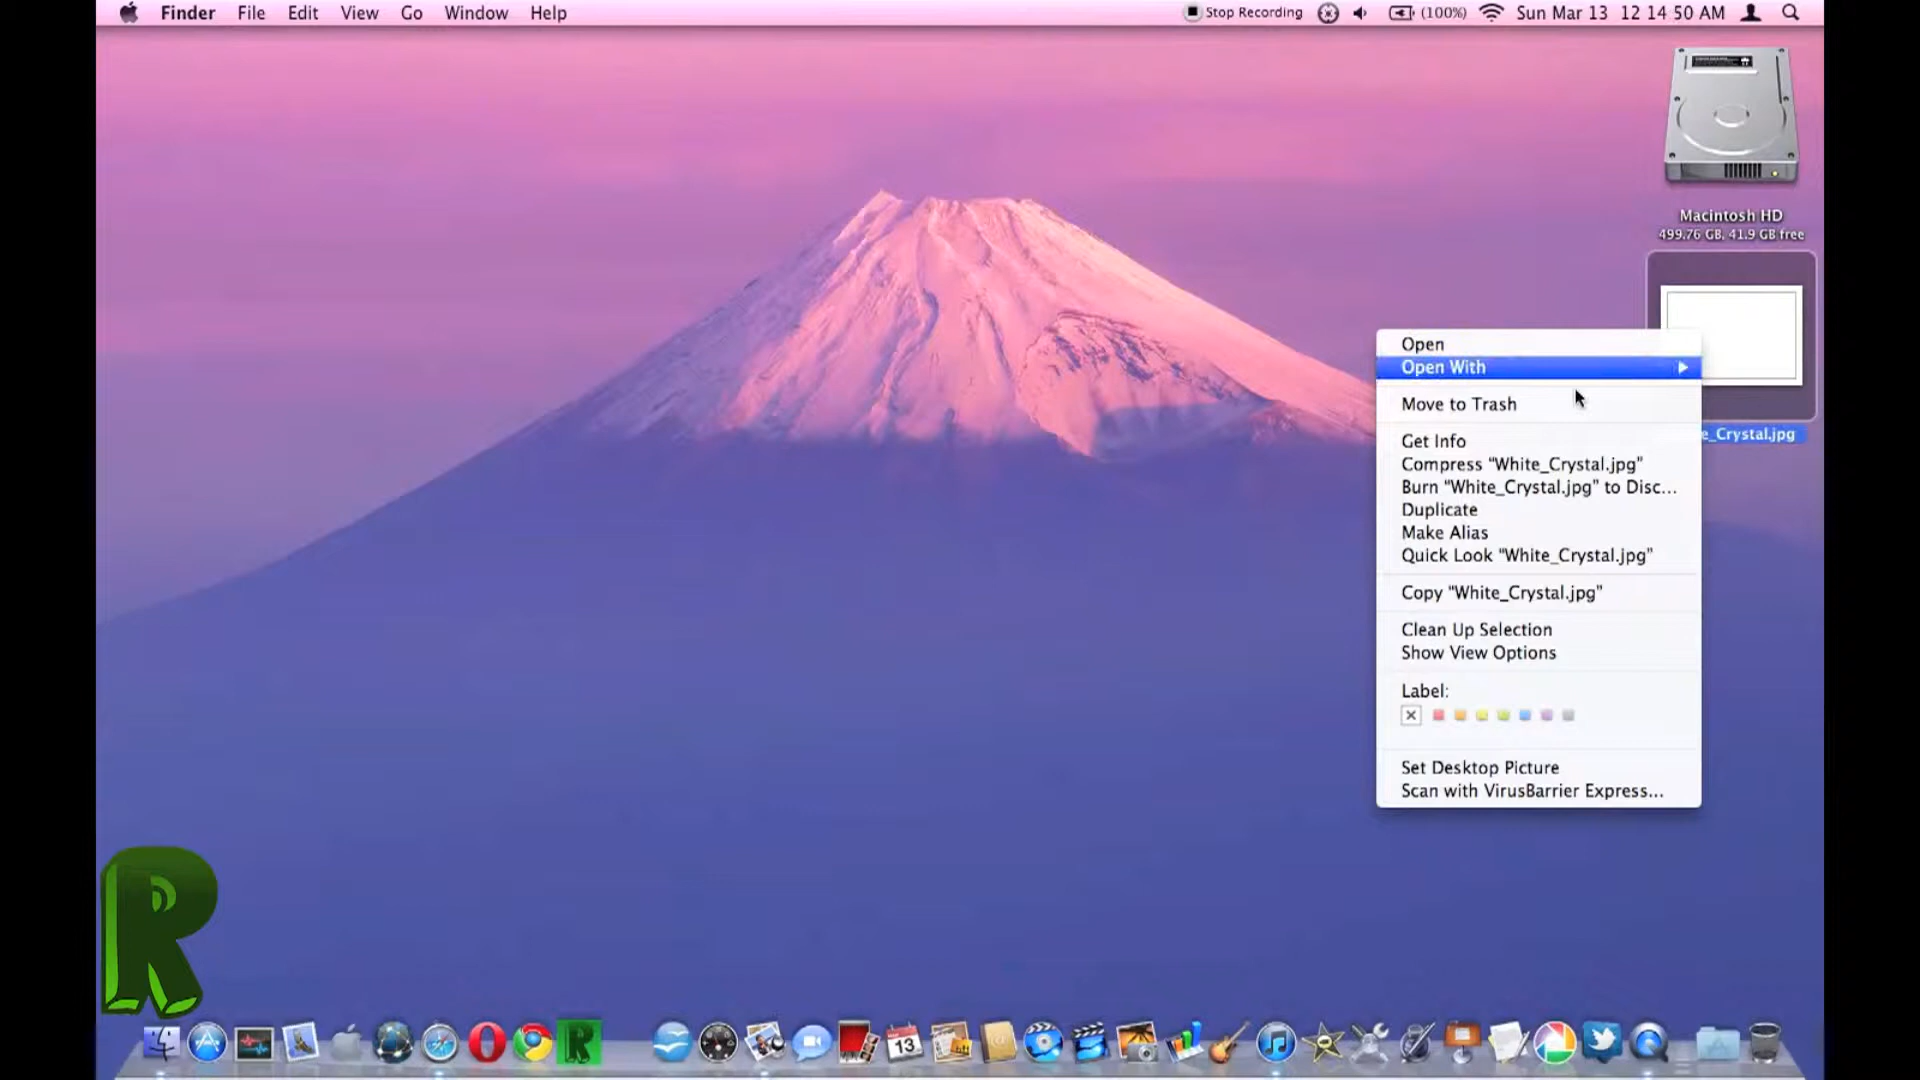 Finder File Edit View Go Window Help Stop Recording (100%) Sun Mar 13 12 14 50 AM
Macintosh HD
499.76 GB, 41.9 GB free
e_Crystal.jpg
Open
Open With
Move to Trash
Get Info
Compress “White_Crystal.jpg”
Burn “White_Crystal.jpg” to Disc...
Duplicate
Make Alias
Quick Look “White_Crystal.jpg”
Copy “White_Crystal.jpg”
Clean Up Selection
Show View Options
Label:
Set Desktop Picture
Scan with VirusBarrier Express...
R
R
13